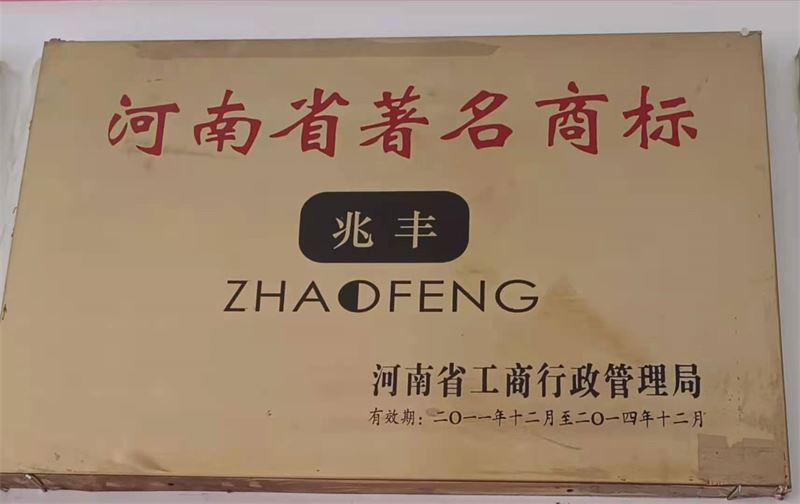 河南省著名商标
兆丰
ZHAOFENG
河南省工商行政管理局
有效期：二〇一一年十二月至二〇一四年十二月